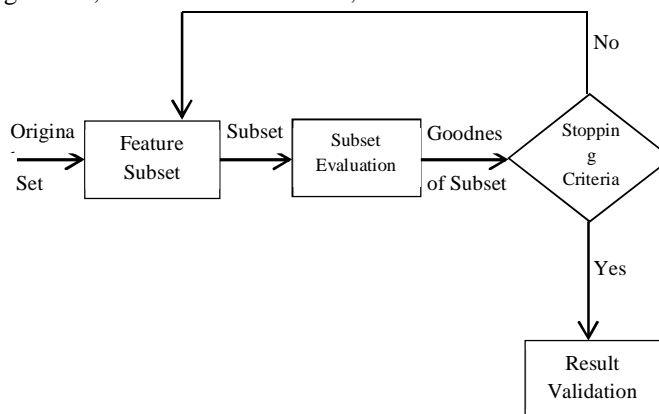 No
Origina
Set
Feature
Subset
Subset
Subset
Evaluation
Goodnes
of Subset
Stoppin
g
Criteria
Yes
Result
Validation